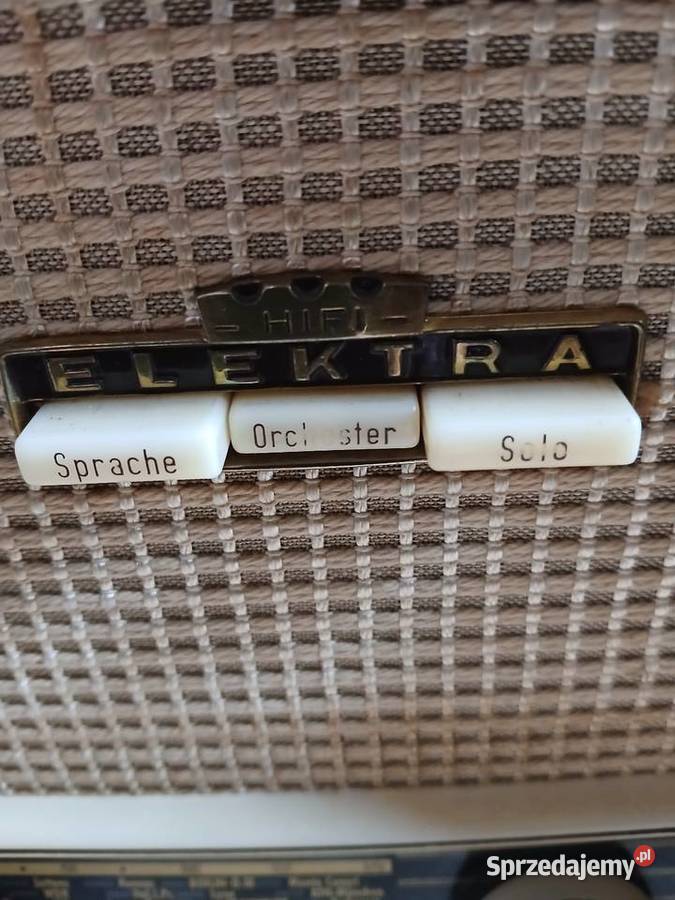 - HIFI -
ELEKTRA
Sprache Orchester Solo
Sprzedajemy.pl